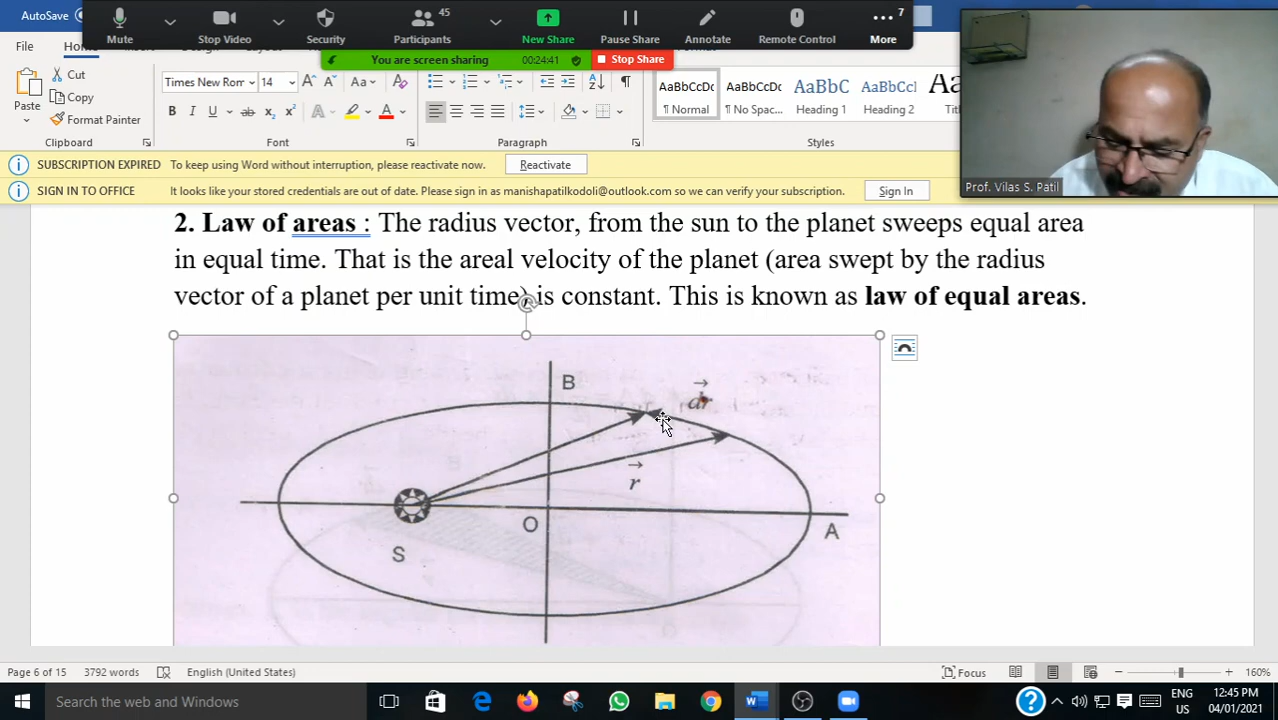 AutoSave
45
7
Mute
Stop Video
Security
Participants
New Share
Pause Share
Annotate
Remote Control
More
You are screen sharing
00:24:41
Stop Share
File
Paste
Cut
Copy
Format Painter
Clipboard
Times New Ron
14
Aa
B I U ab x₂ x²
Font
Paragraph
AaBbCcDc
¶ Normal
AaBbCcDc
¶ No Spac...
AaBbC
Heading 1
AaBbCcI
Heading 2
Styles
Prof. Vilas S. Patil
SUBSCRIPTION EXPIRED To keep using Word without interruption, please reactivate now. Reactivate
SIGN IN TO OFFICE It looks like your stored credentials are out of date. Please sign in as manishapatilkodoli@outlook.com so we can verify your subscription. Sign In
2. Law of areas : The radius vector, from the sun to the planet sweeps equal area
in equal time. That is the areal velocity of the planet (area swept by the radius
vector of a planet per unit time) is constant. This is known as law of equal areas.
B
dr
r
O
A
S
Page 6 of 15 3792 words English (United States) Focus 160%
Search the web and Windows
ENG
US
12:45 PM
04/01/2021